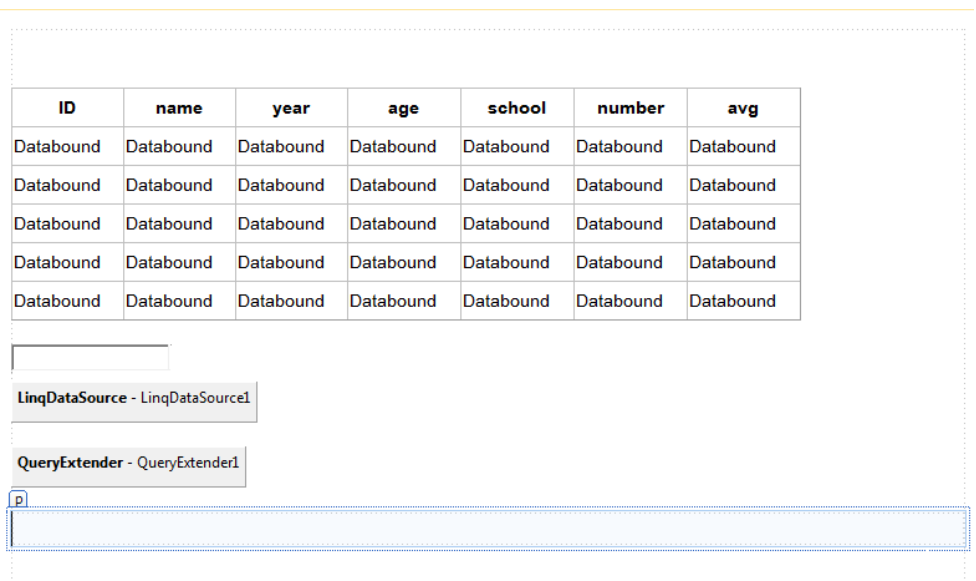 ID name year age school number avg
Databound Databound Databound Databound Databound Databound Databound
Databound Databound Databound Databound Databound Databound Databound
Databound Databound Databound Databound Databound Databound Databound
Databound Databound Databound Databound Databound Databound Databound
Databound Databound Databound Databound Databound Databound Databound
LinqDataSource - LinqDataSource1
QueryExtender - QueryExtender1
p